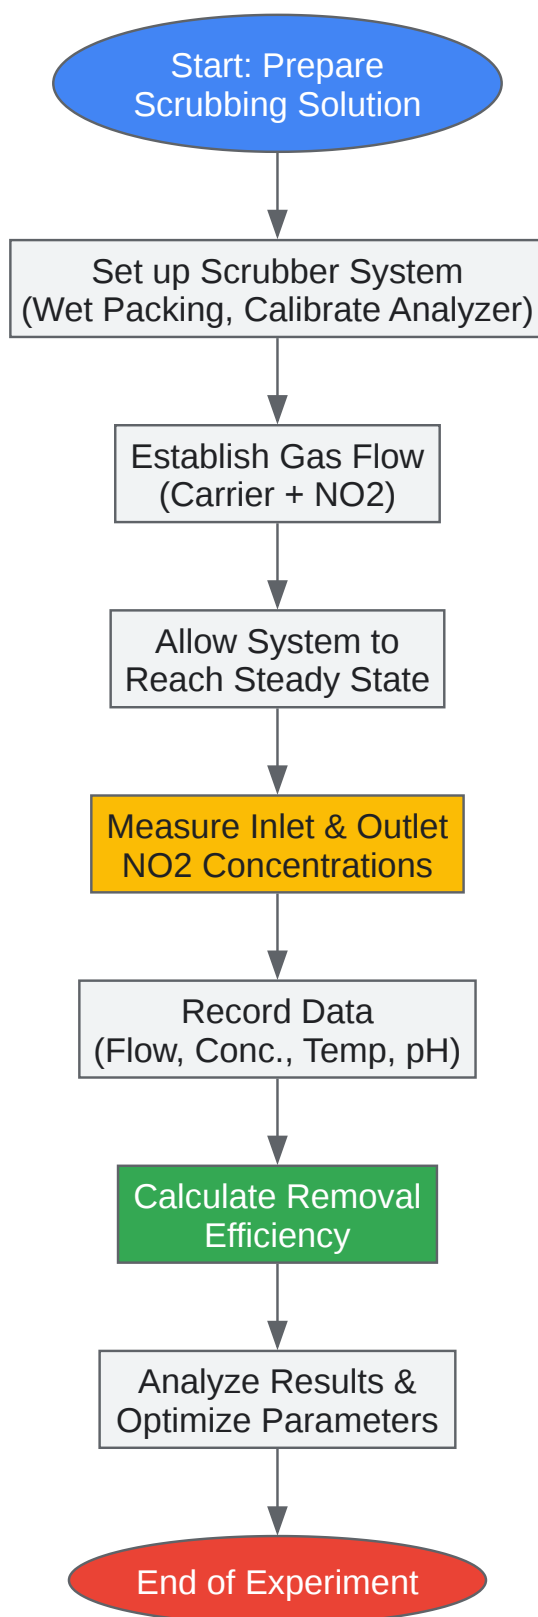 Start: Prepare
Scrubbing Solution
Set up Scrubber System
(Wet Packing, Calibrate Analyzer)
Establish Gas Flow
(Carrier + NO2)
Allow System to
Reach Steady State
Measure Inlet & Outlet
NO2 Concentrations
Record Data
(Flow, Conc., Temp, pH)
Calculate Removal
Efficiency
Analyze Results &
Optimize Parameters
End of Experiment